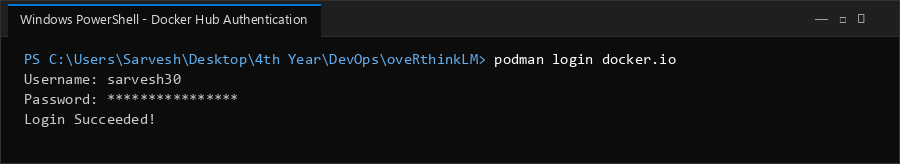 Windows PowerShell - Docker Hub Authentication
PS C:\Users\Sarvesh\Desktop\4th Year\DevOps\oveRthinkLM> podman login docker.io
Username: sarvesh30
Password: ****************
Login Succeeded!